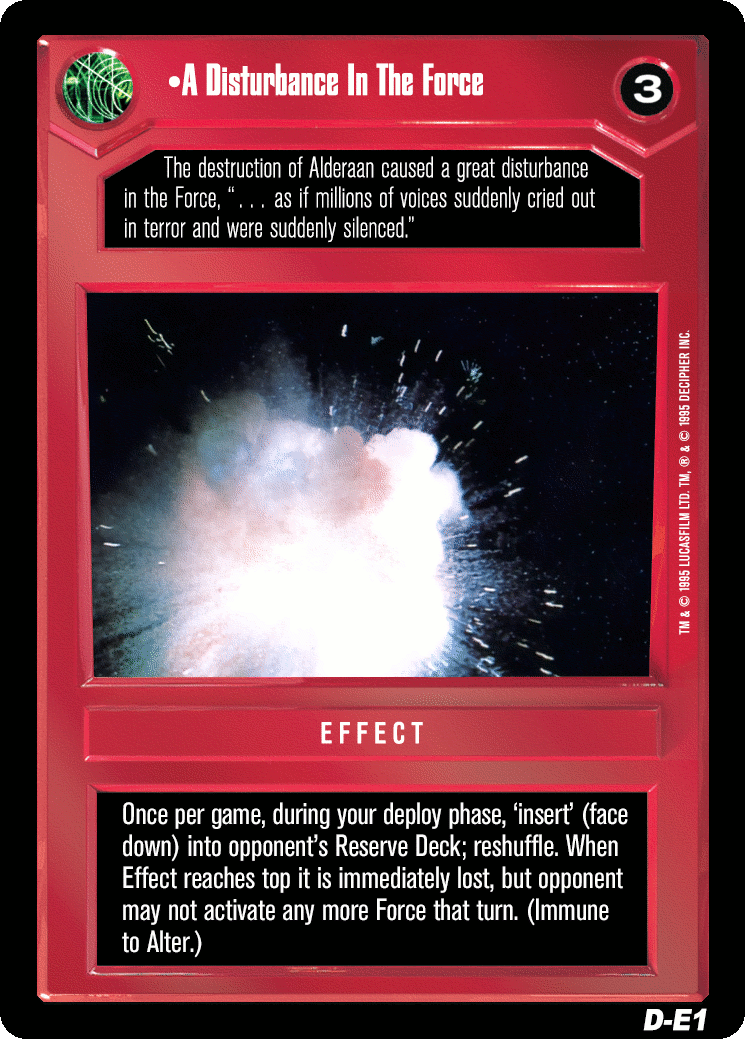 •A Disturbance In The Force
3
The destruction of Alderaan caused a great disturbance
in the Force, “. . . as if millions of voices suddenly cried out
in terror and were suddenly silenced.”
TM & © 1995 LUCASFILM LTD. TM, ® & © 1995 DECIPHER INC.
EFFECT
Once per game, during your deploy phase, ‘insert’ (face
down) into opponent’s Reserve Deck; reshuffle. When
Effect reaches top it is immediately lost, but opponent
may not activate any more Force that turn. (Immune
to Alter.)
D-E1